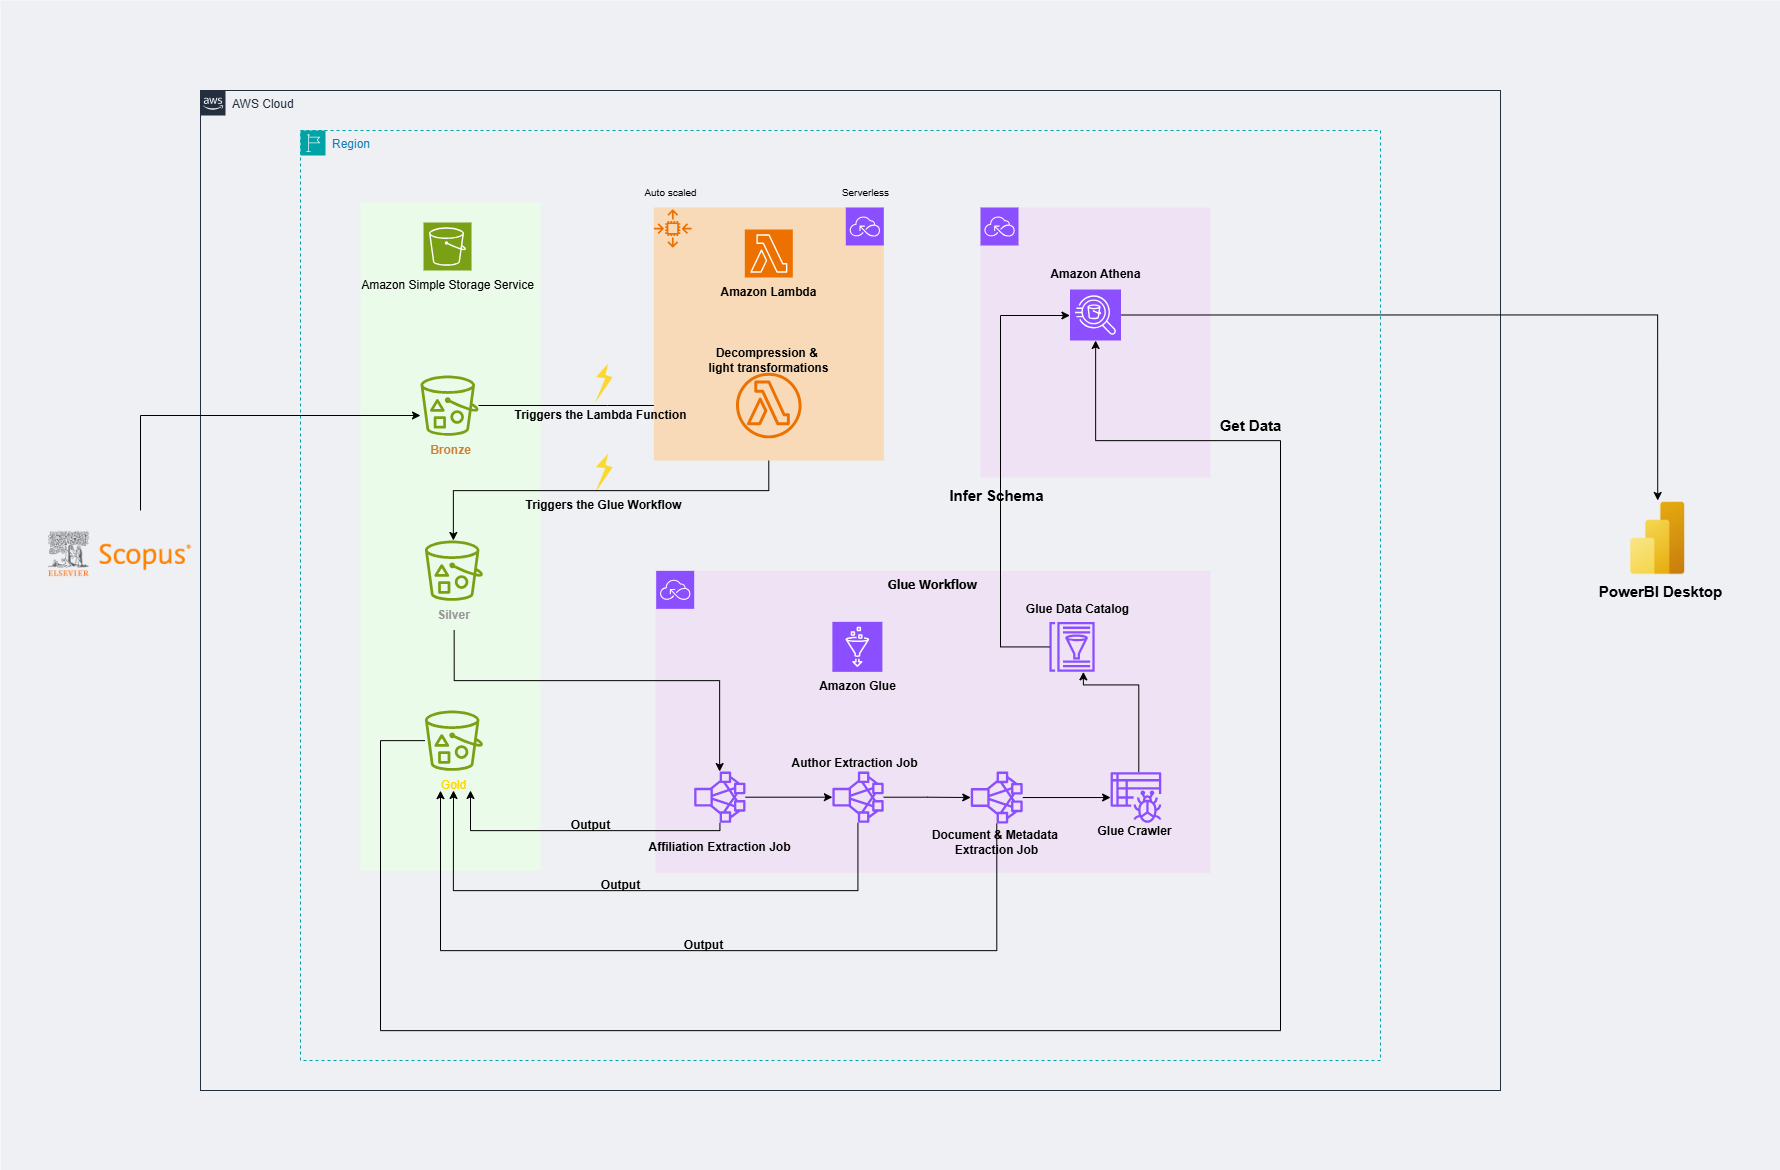 aws
AWS Cloud
Region
Auto scaled
Serverless
Amazon Simple Storage Service
Amazon Lambda
Amazon Athena
Decompression &
light transformations
Triggers the Lambda Function
Bronze
Get Data
Triggers the Glue Workflow
Infer Schema
ELSEVIER
Scopus®
Silver
Glue Workflow
Glue Data Catalog
PowerBI Desktop
Amazon Glue
Gold
Author Extraction Job
Output
Affiliation Extraction Job
Document & Metadata
Extraction Job
Glue Crawler
Output
Output